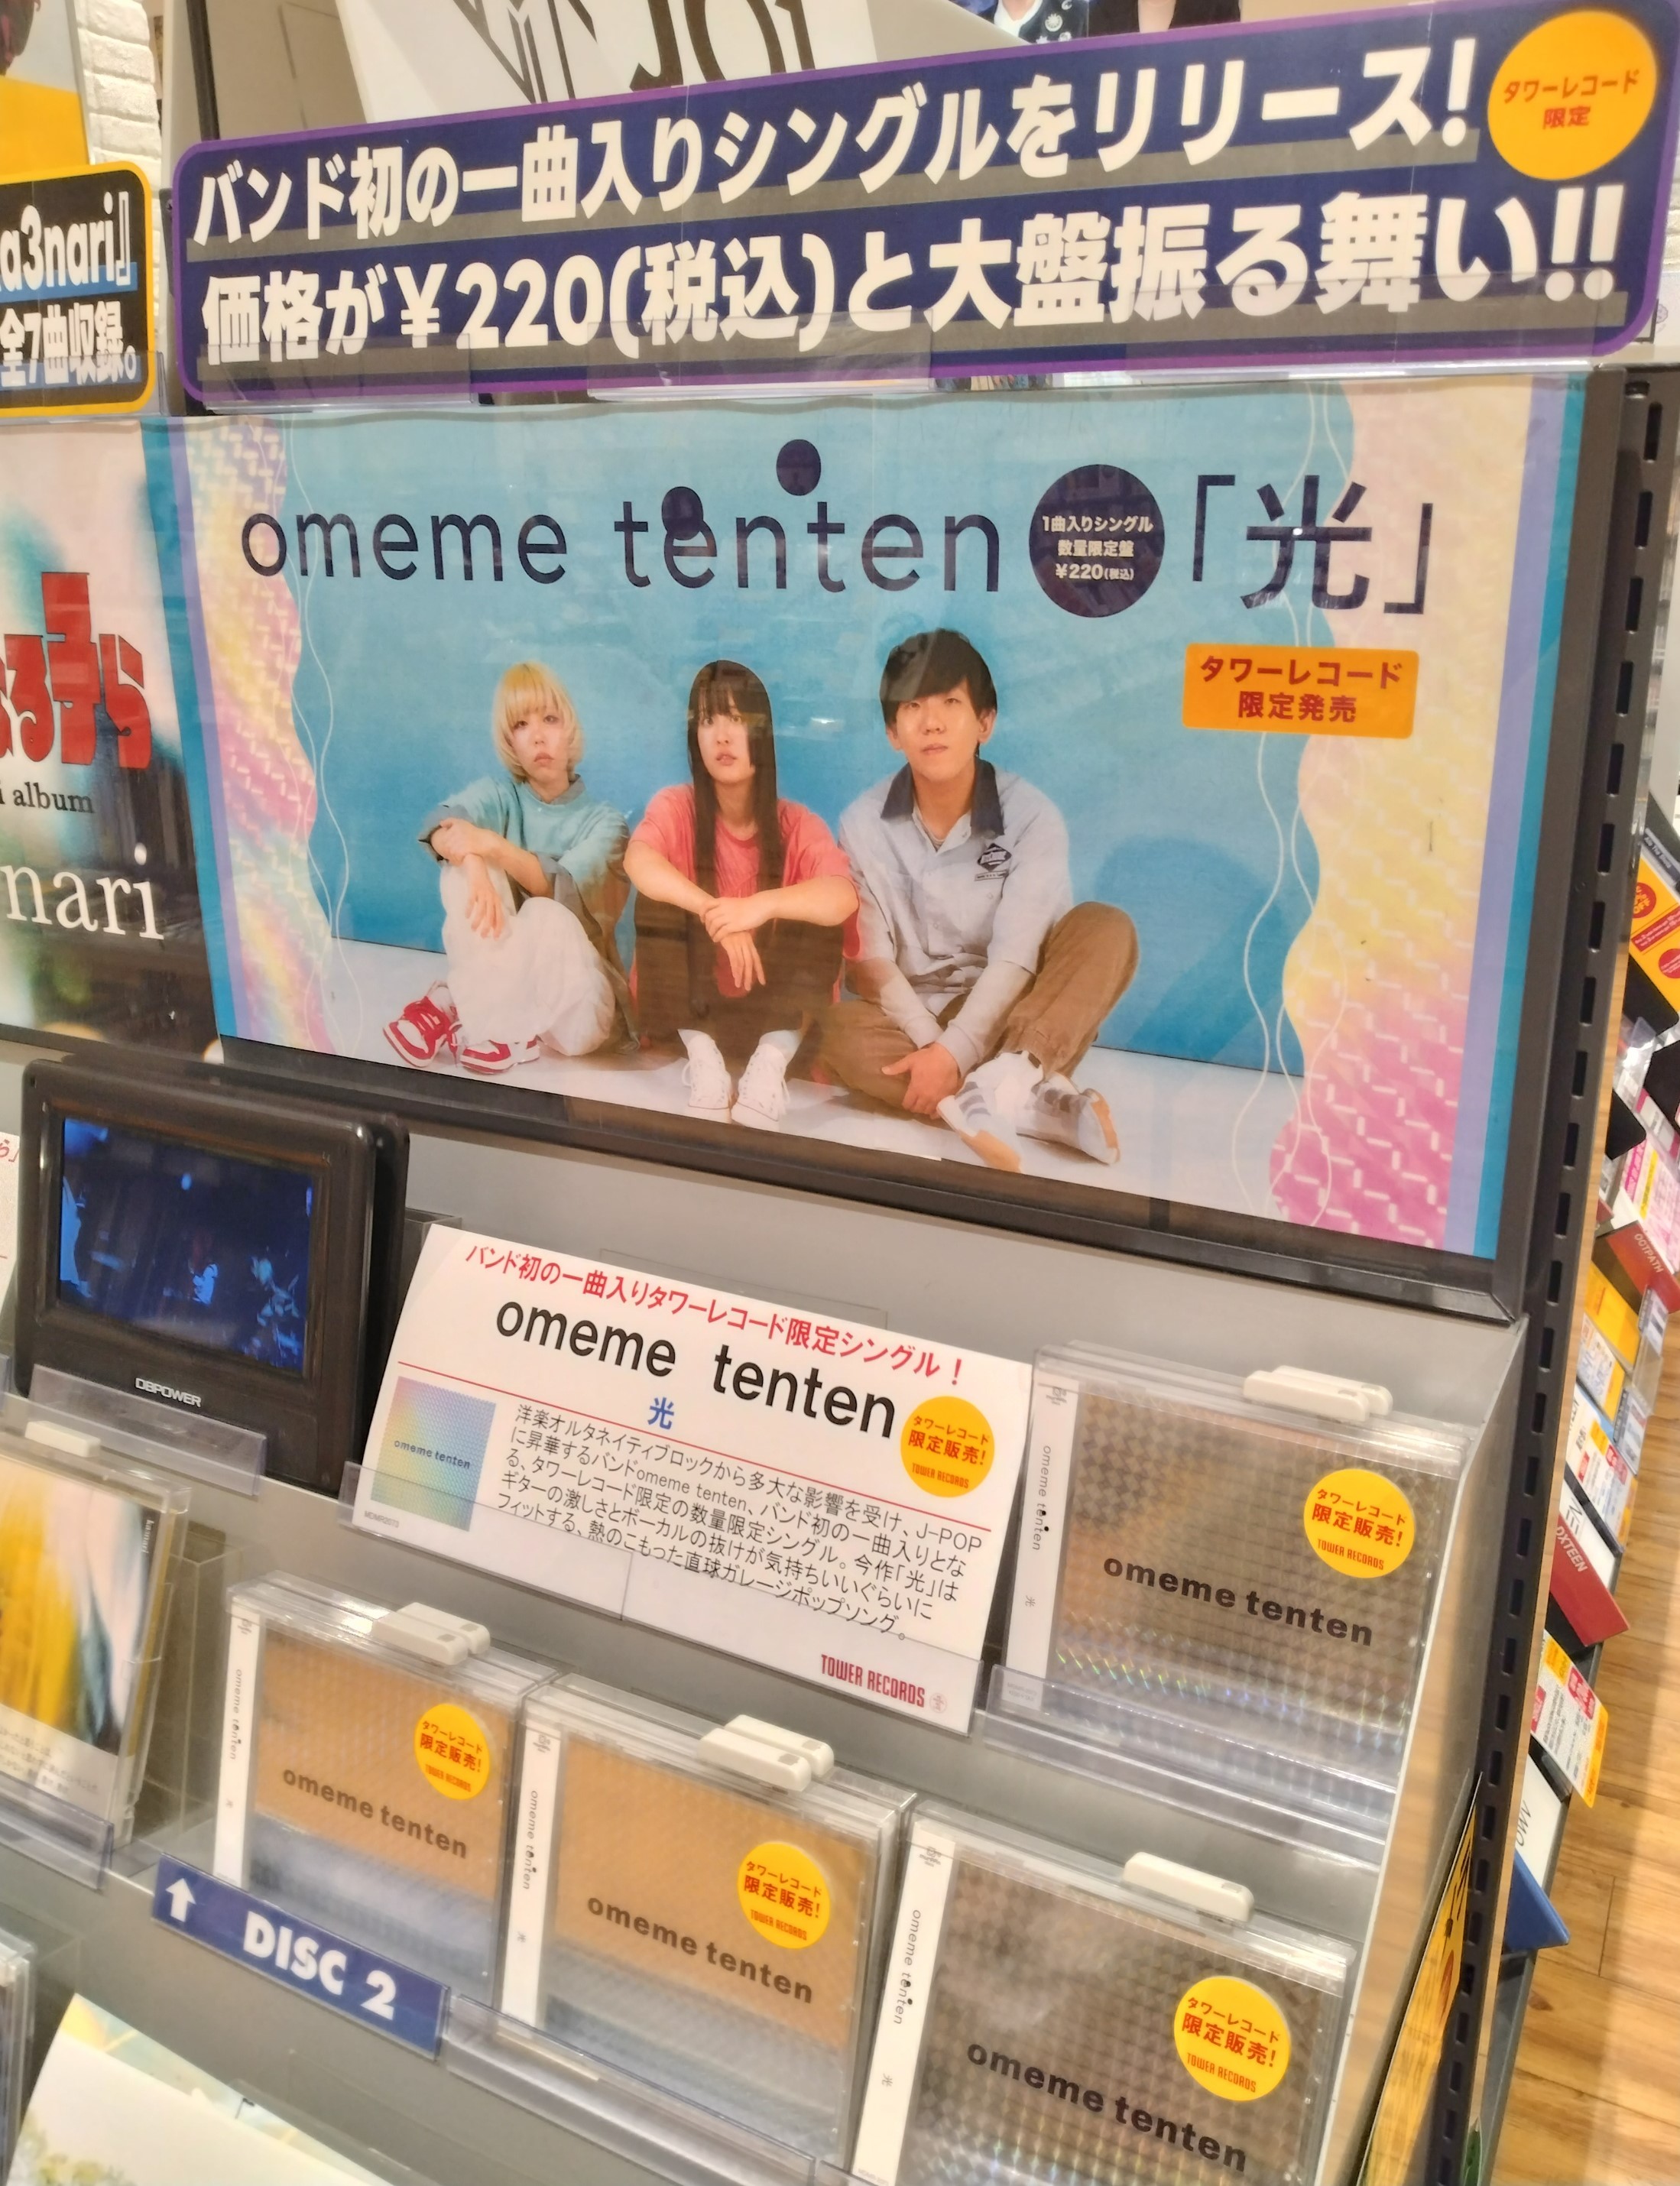 JO1
バンド初の一曲入りシングルをリリース!
タワーレコード
限定
価格が¥220(税込)と大盤振る舞い!!
a3nari』
全7曲収録。
omeme tenten
1曲入りシングル
数量限定盤
¥220(税込)
「光」
タワーレコード
限定発売
る子ら
album
nari
DBPOWER
バンド初の一曲入りタワーレコード限定シングル!
omeme tenten
光
タワーレコード
限定販売!
TOWER RECORDS
omeme tenten
洋楽オルタネイティブロックから多大な影響を受け、J-POP
に昇華するバンドomeme tenten、バンド初の一曲入りとな
る、タワーレコード限定の数量限定シングル。今作「光」は
ギターの激しさとボーカルの抜けが気持ちいいぐらいに
フィットする、熱のこもった直球ガレージポップソング。
TOWER RECORDS
omeme tenten
光
タワーレコード
限定販売!
TOWER RECORDS
omeme tenten
omeme tenten
光
タワーレコード
限定販売!
TOWER RECORDS
omeme tenten
omeme tenten
光
タワーレコード
限定販売!
TOWER RECORDS
omeme tenten
omeme tenten
光
タワーレコード
限定販売!
TOWER RECORDS
omeme tenten
DISC 2
OCTPATH